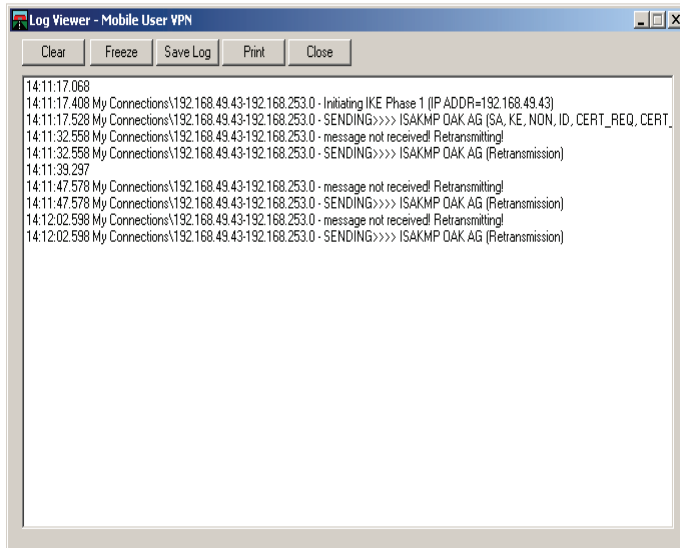 Log Viewer - Mobile User VPN
Clear Freeze Save Log Print Close
14:11:17.068
14:11:17.408 My Connections\192.168.49.43-192.168.253.0 - Initiating IKE Phase 1 (IP ADDR=192.168.49.43)
14:11:17.528 My Connections\192.168.49.43-192.168.253.0 - SENDING>>>> ISAKMP OAK AG (SA, KE, NON, ID, CERT_REQ, CERT_
14:11:32.558 My Connections\192.168.49.43-192.168.253.0 - message not received! Retransmitting!
14:11:32.558 My Connections\192.168.49.43-192.168.253.0 - SENDING>>>> ISAKMP OAK AG (Retransmission)
14:11:39.297
14:11:47.578 My Connections\192.168.49.43-192.168.253.0 - message not received! Retransmitting!
14:11:47.578 My Connections\192.168.49.43-192.168.253.0 - SENDING>>>> ISAKMP OAK AG (Retransmission)
14:12:02.598 My Connections\192.168.49.43-192.168.253.0 - message not received! Retransmitting!
14:12:02.598 My Connections\192.168.49.43-192.168.253.0 - SENDING>>>> ISAKMP OAK AG (Retransmission)